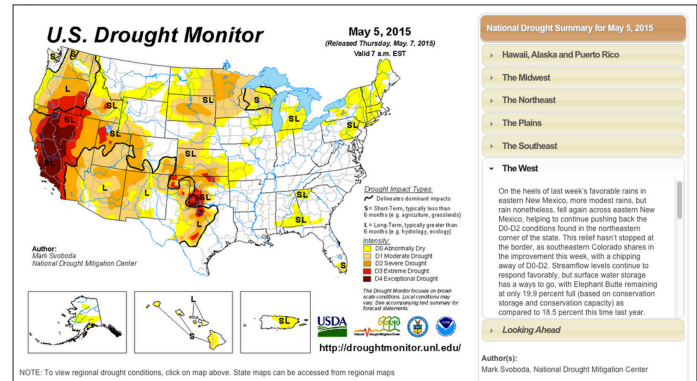 U.S. Drought Monitor
May 5, 2015
(Released Thursday, May. 7, 2015)
Valid 7 a.m. EST
S
L
SL
SL
SL
S
SL
SL
SL
L
L
SL
S
L
SL
SL
S
Drought Impact Types:
Delineates dominant impacts
S = Short-Term, typically less than
6 months (e.g. agriculture, grasslands)
L = Long-Term, typically greater than
6 months (e.g. hydrology, ecology)
Intensity:
D0 Abnormally Dry
D1 Moderate Drought
D2 Severe Drought
D3 Extreme Drought
D4 Exceptional Drought
Author:
Mark Svoboda
National Drought Mitigation Center
The Drought Monitor focuses on broad-
scale conditions. Local conditions may
vary. See accompanying text summary for
forecast statements.
L
S
SL
USDA
http://droughtmonitor.unl.edu/
NOTE: To view regional drought conditions, click on map above. State maps can be accessed from regional maps
National Drought Summary for May 5, 2015
Hawaii, Alaska and Puerto Rico
The Midwest
The Northeast
The Plains
The Southeast
The West
On the heels of last week's favorable rains in
eastern New Mexico, more modest rains, but
rain nonetheless, fell again across eastern New
Mexico, helping to continue pushing back the
D0-D2 conditions found in the northeastern
corner of the state. This relief hasn't stopped at
the border, as southeastern Colorado shares in
the improvement this week, with a chipping
away of D0-D2. Streamflow levels continue to
respond favorably, but surface water storage
has a ways to go, with Elephant Butte remaining
at only 19.9 percent full (based on conservation
storage and conservation capacity) as
compared to 18.5 percent this time last year.
Looking Ahead
Author(s):
Mark Svoboda, National Drought Mitigation Center